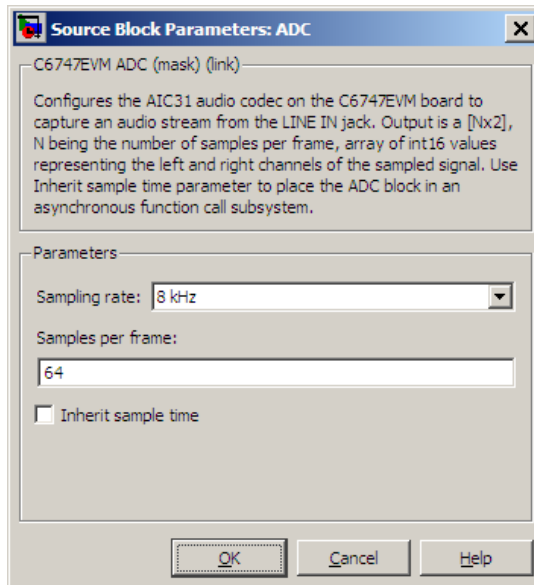 Source Block Parameters: ADC
C6747EVM ADC (mask) (link)
Configures the AIC31 audio codec on the C6747EVM board to
capture an audio stream from the LINE IN jack. Output is a [Nx2],
N being the number of samples per frame, array of int16 values
representing the left and right channels of the sampled signal. Use
Inherit sample time parameter to place the ADC block in an
asynchronous function call subsystem.
Parameters
Sampling rate: 8 kHz
Samples per frame:
64
Inherit sample time
OK Cancel Help